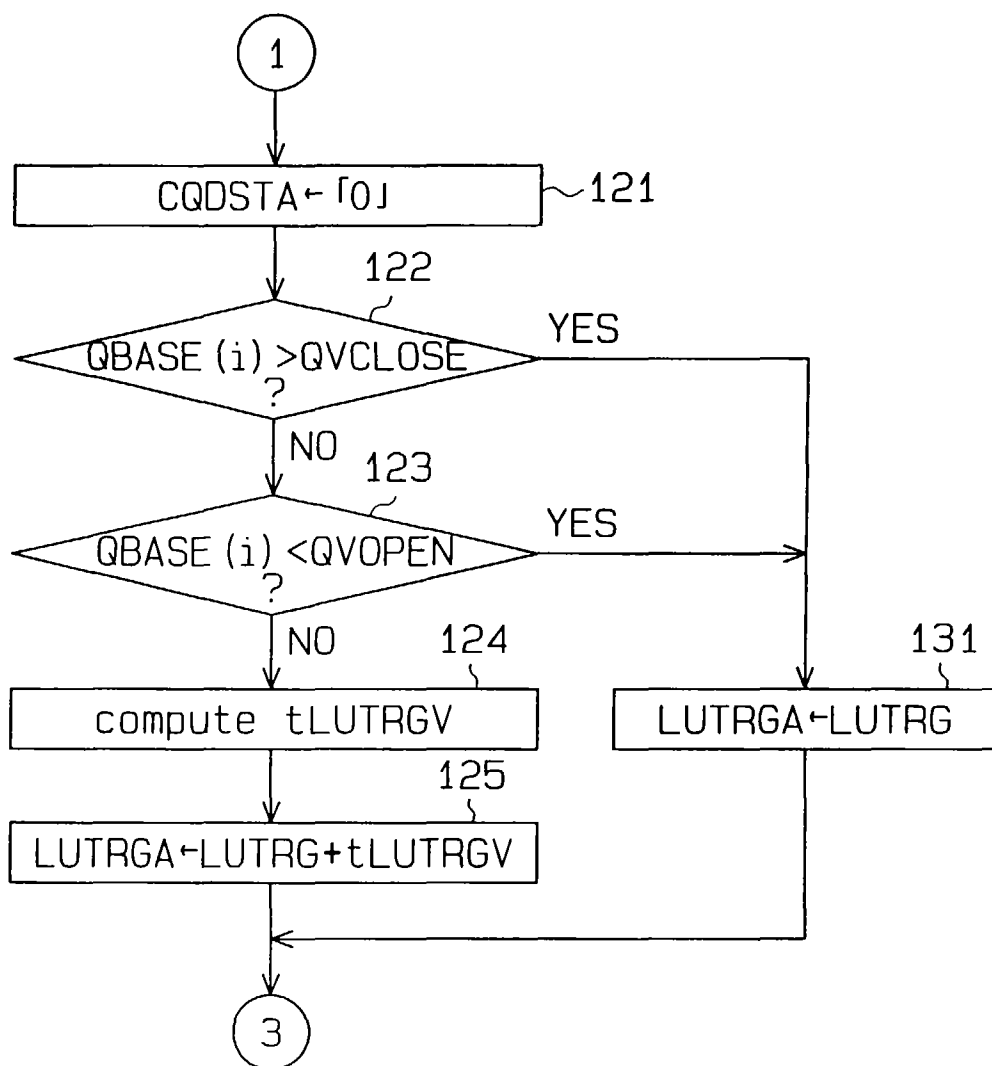 1
CQDSTA←「0」
121
122
QBASE (i) >QVCLOSE
?
YES
NO
123
QBASE (i) <QVOPEN
?
YES
NO
124
compute tLUTRGV
131
LUTRGA←LUTRG
125
LUTRGA←LUTRG+tLUTRGV
3